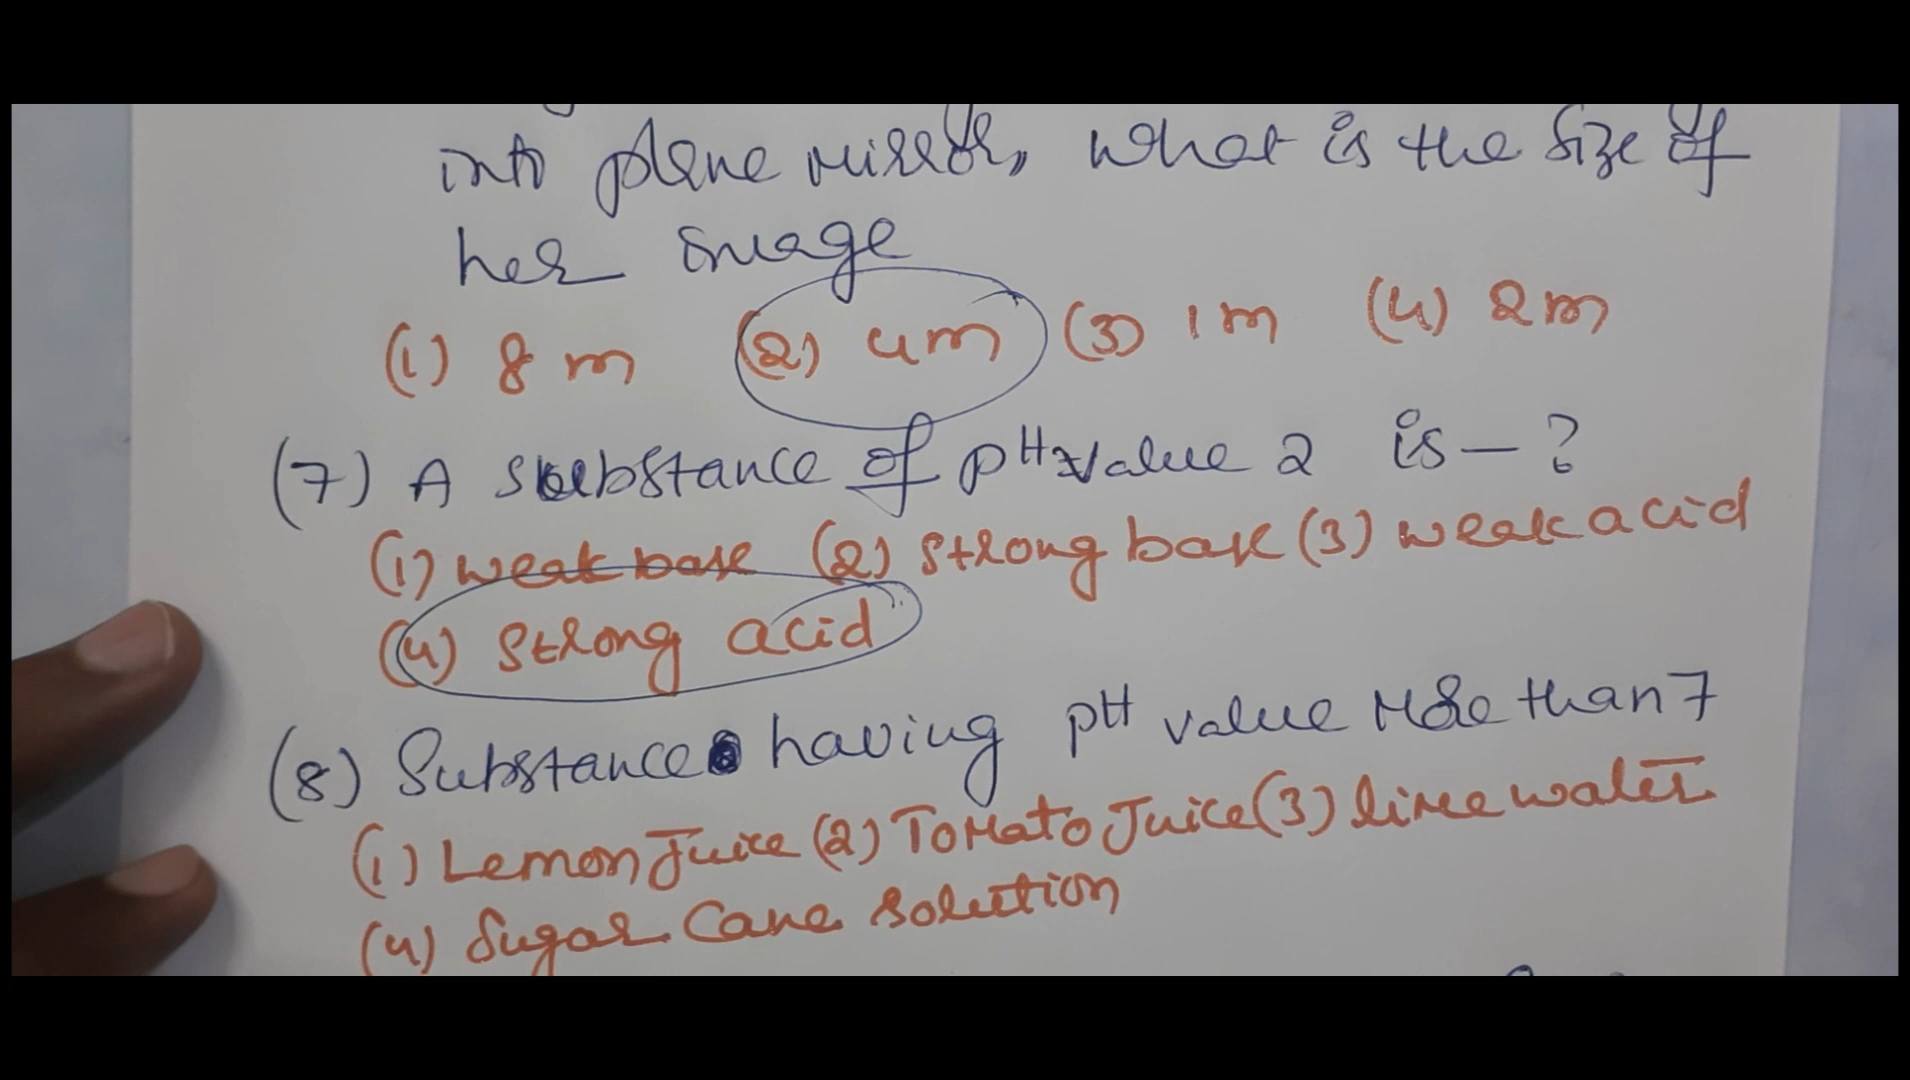 into plane mirror, what is the size of
her image
(1) 8 m (2) 4m (3) 1 m (4) 2m
(7) A substance of pH value 2 is – ?
(1) weak base (2) strong base (3) weak acid
(4) strong acid
(8) Substance having pH value More than 7
(1) Lemon Juice (2) Tomato Juice (3) lime water
(4) Sugar Cane solution